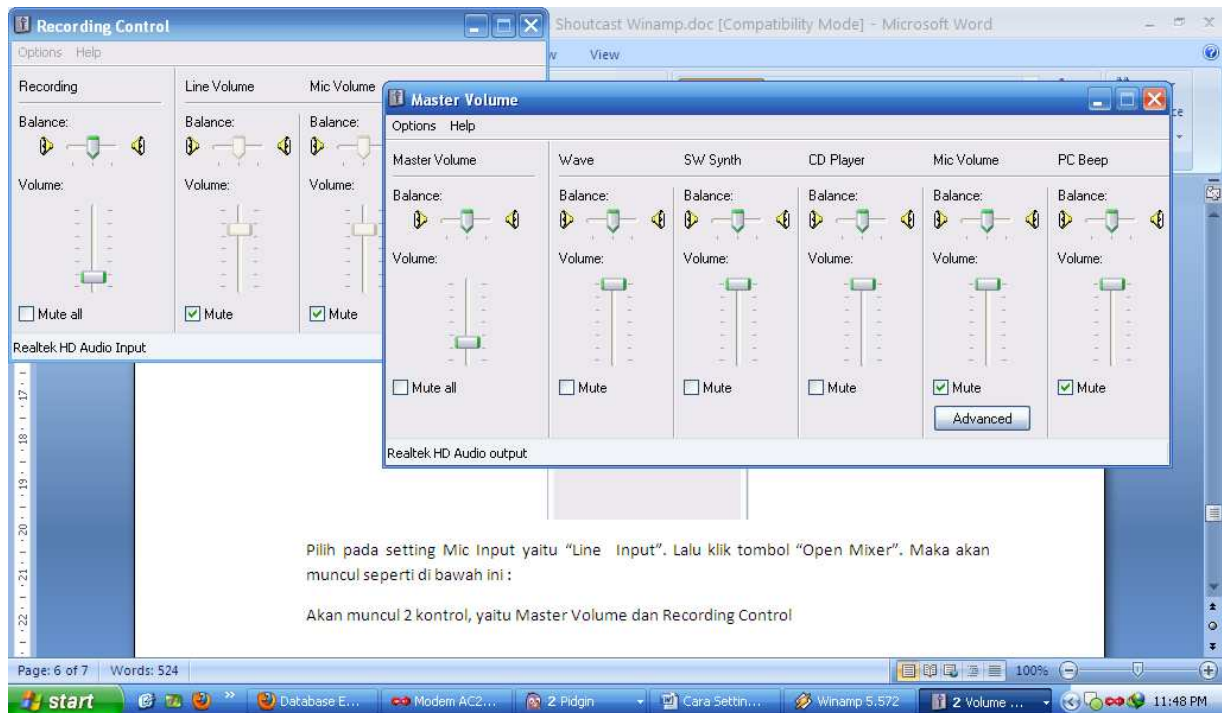 Recording Control
Shoutcast Winamp.doc [Compatibility Mode] - Microsoft Word
Options Help
View
Recording
Line Volume
Mic Volume
Balance:
Balance:
Balance:
Volume:
Volume:
Volume:
Mute all
Mute
Mute
Realtek HD Audio Input
Master Volume
Options Help
Master Volume
Wave
SW Synth
CD Player
Mic Volume
PC Beep
Balance:
Balance:
Balance:
Balance:
Balance:
Balance:
Volume:
Volume:
Volume:
Volume:
Volume:
Volume:
Mute all
Mute
Mute
Mute
Mute
Mute
Advanced
Realtek HD Audio output
17
18
19
20
21
22
Pilih pada setting Mic Input yaitu “Line Input”. Lalu klik tombol “Open Mixer”. Maka akan
muncul seperti di bawah ini :
Akan muncul 2 kontrol, yaitu Master Volume dan Recording Control
Page: 6 of 7 Words: 524
100%
start
Database E...
Modem AC2...
2 Pidgin
Cara Settin...
Winamp 5.572
2 Volume ...
11:48 PM